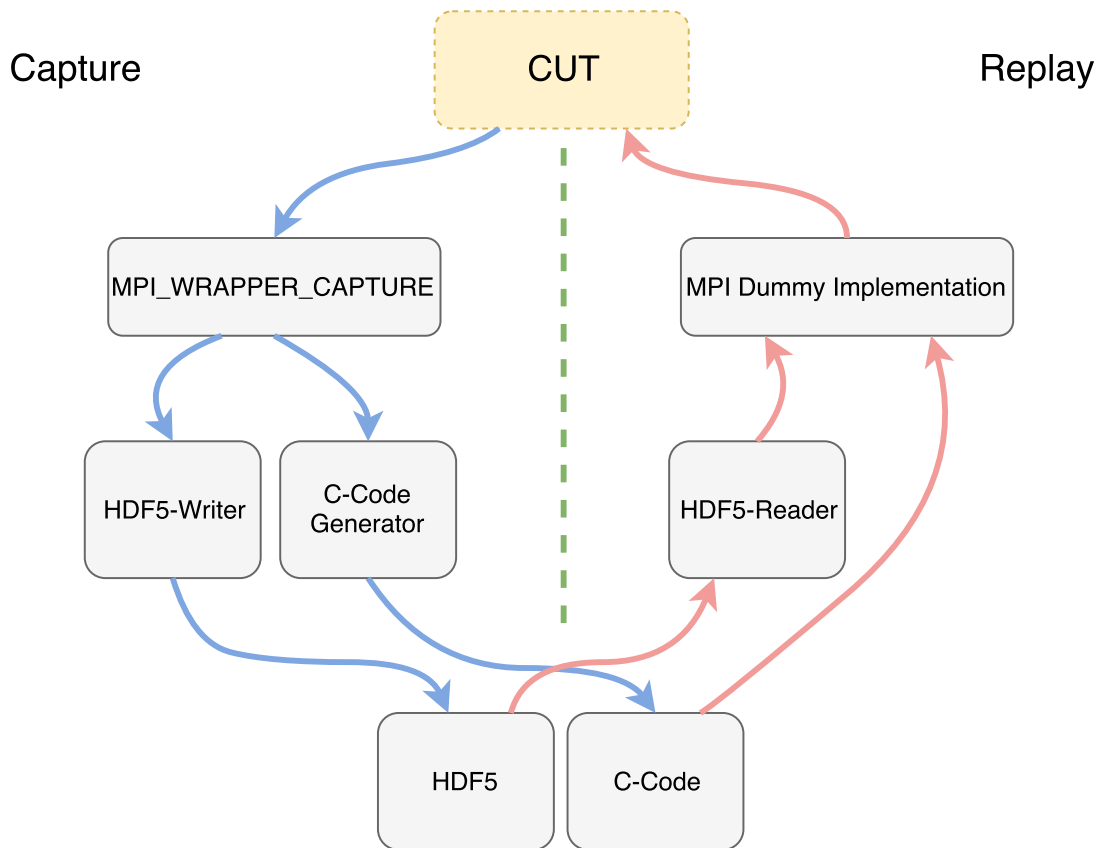 Capture
CUT
Replay
MPI_WRAPPER_CAPTURE
MPI Dummy Implementation
HDF5-Writer
C-Code
Generator
HDF5-Reader
HDF5
C-Code